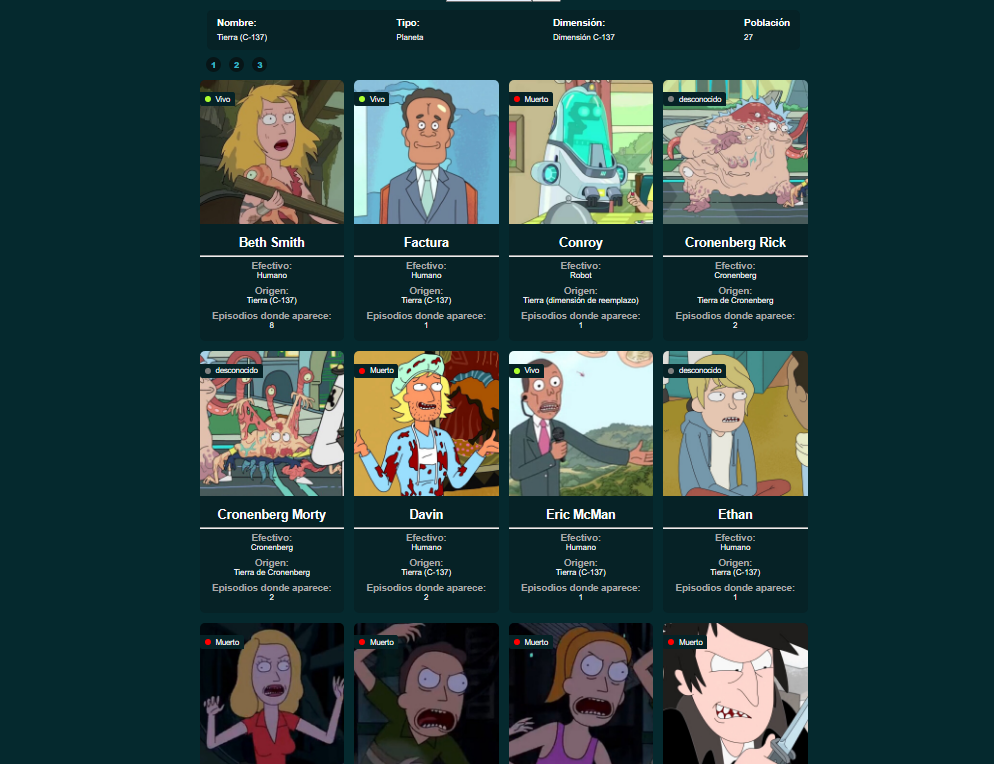 Nombre: Tipo: Dimensión: Población
Tierra (C-137) Planeta Dimensión C-137 27
1 2 3
Vivo Vivo Muerto desconocido
Beth Smith Factura Conroy Cronenberg Rick
Efectivo: Efectivo: Efectivo: Efectivo:
Humano Humano Robot Cronenberg
Origen: Origen: Origen: Origen:
Tierra (C-137) Tierra (C-137) Tierra (dimensión de reemplazo) Tierra de Cronenberg
Episodios donde aparece: Episodios donde aparece: Episodios donde aparece: Episodios donde aparece:
8 1 1 2
desconocido Muerto Vivo desconocido
Cronenberg Morty Davin Eric McMan Ethan
Efectivo: Efectivo: Efectivo: Efectivo:
Cronenberg Humano Humano Humano
Origen: Origen: Origen: Origen:
Tierra de Cronenberg Tierra (C-137) Tierra (C-137) Tierra (C-137)
Episodios donde aparece: Episodios donde aparece: Episodios donde aparece: Episodios donde aparece:
2 2 1 1
Muerto Muerto Muerto Muerto